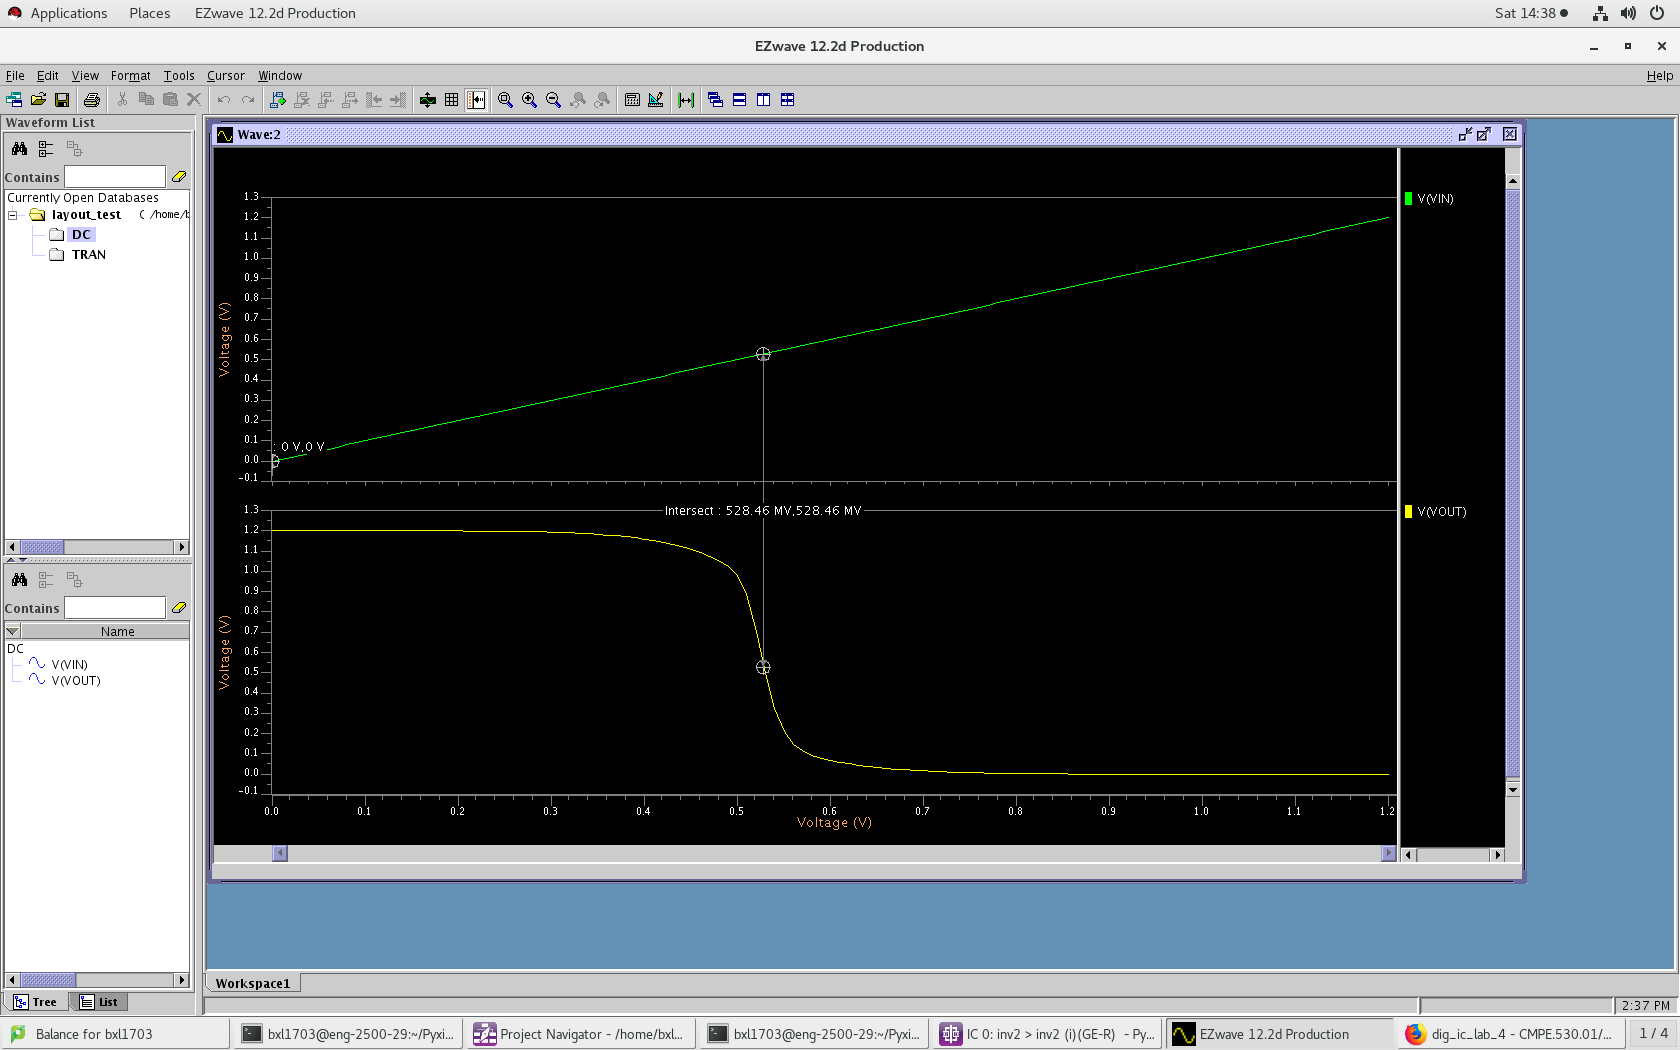 Applications Places EZwave 12.2d Production Sat 14:38
EZwave 12.2d Production
File Edit View Format Tools Cursor Window Help
Waveform List
Contains
Currently Open Databases
layout_test ( /home/b
DC
TRAN
Contains
Name
DC
V(VIN)
V(VOUT)
Tree List
Wave:2
1.3
1.2
1.1
1.0
0.9
0.8
0.7
0.6
0.5
0.4
0.3
0.2
0.1
0.0
-0.1
Voltage (V)
: 0 V,0 V
V(VIN)
Intersect : 528.46 MV,528.46 MV
1.3
1.2
1.1
1.0
0.9
0.8
0.7
0.6
0.5
0.4
0.3
0.2
0.1
0.0
-0.1
Voltage (V)
V(VOUT)
0.0 0.1 0.2 0.3 0.4 0.5 0.6 0.7 0.8 0.9 1.0 1.1 1.2
Voltage (V)
Workspace1
2:37 PM
Balance for bxl1703 bxl1703@eng-2500-29:~/Pyxi... Project Navigator - /home/bxl... bxl1703@eng-2500-29:~/Pyxi... IC 0: inv2 > inv2 (i)(GE-R) - Py... EZwave 12.2d Production dig_ic_lab_4 - CMPE.530.01/... 1 / 4